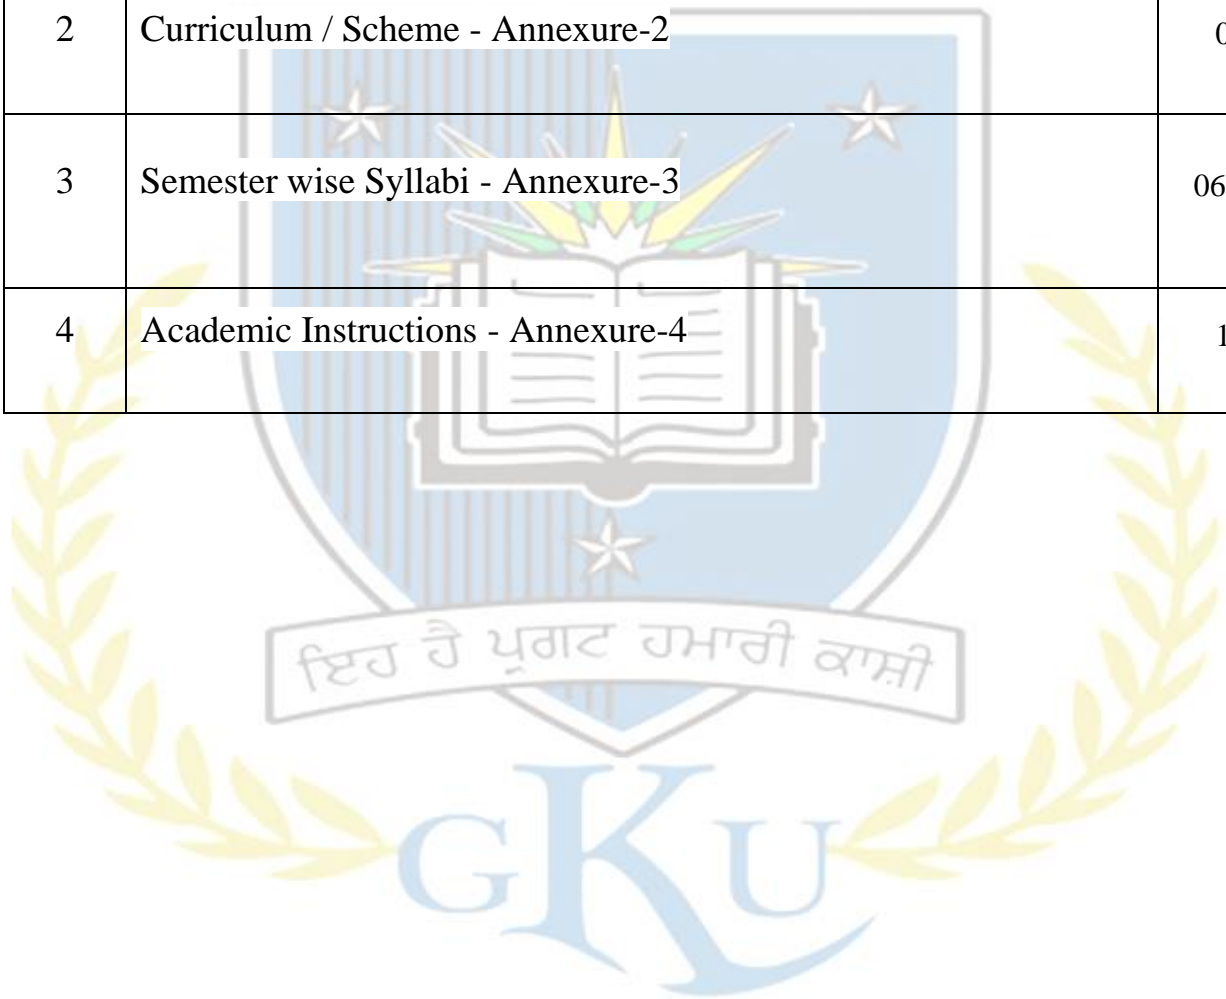 2 Curriculum / Scheme - Annexure-2
3 Semester wise Syllabi - Annexure-3 06
4 Academic Instructions - Annexure-4
ਇਹ ਹੈ ਪ੍ਰਗਟ ਹਮਾਰੀ ਕਾਸ਼ੀ
GKU